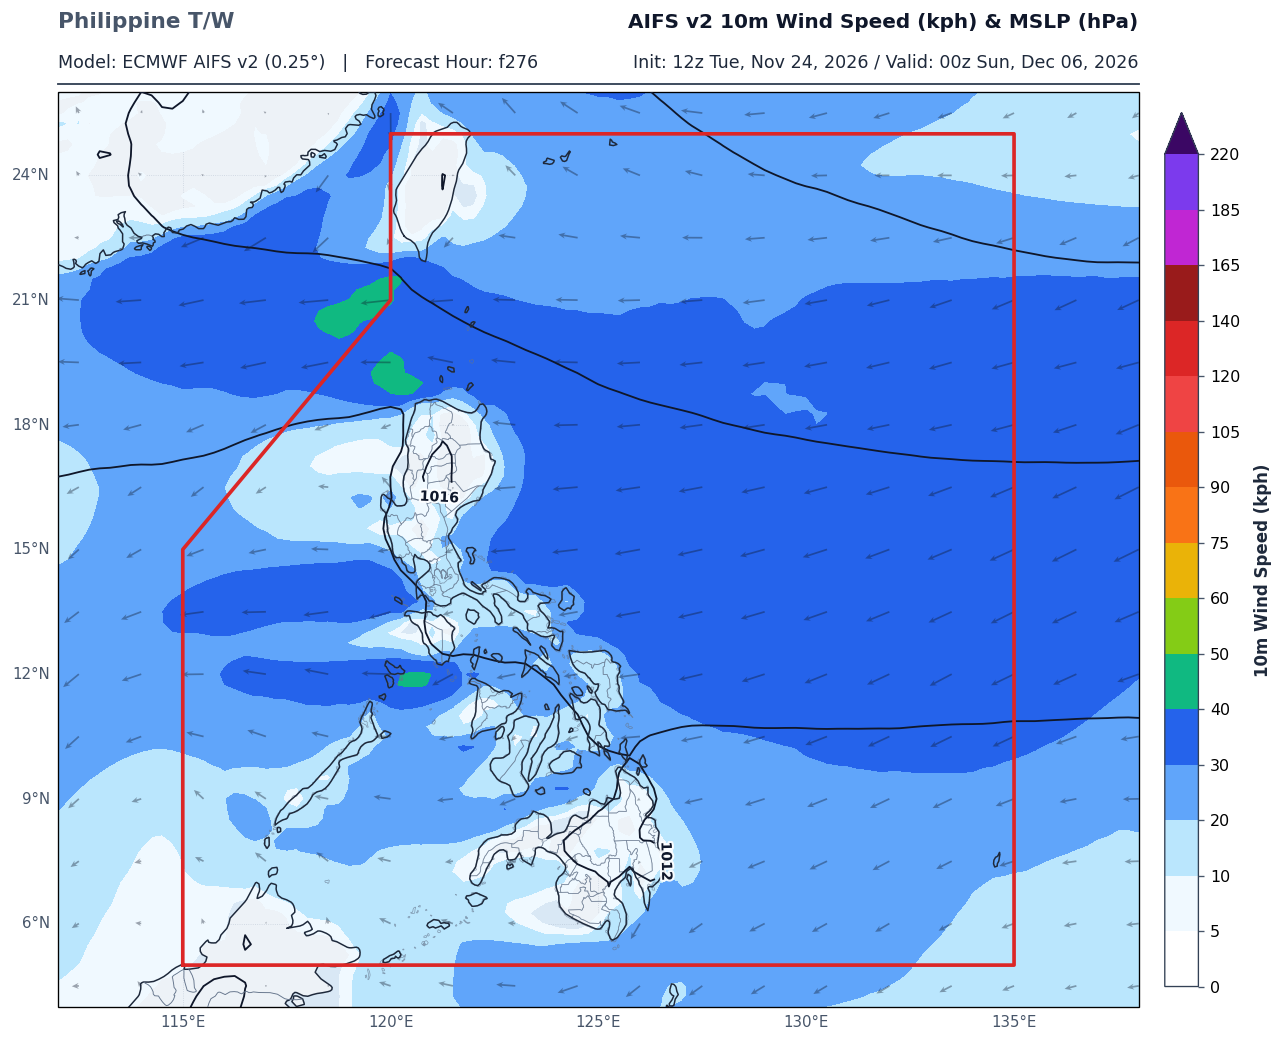 Philippine T/W
AIFS v2 10m Wind Speed (kph) & MSLP (hPa)
Model: ECMWF AIFS v2 (0.25°) | Forecast Hour: f276
Init: 12z Tue, Nov 24, 2026 / Valid: 00z Sun, Dec 06, 2026
24°N
21°N
18°N
15°N
12°N
9°N
6°N
1016
1012
115°E
120°E
125°E
130°E
135°E
220
185
165
140
120
105
90
75
60
50
40
30
20
10
5
0
10m Wind Speed (kph)